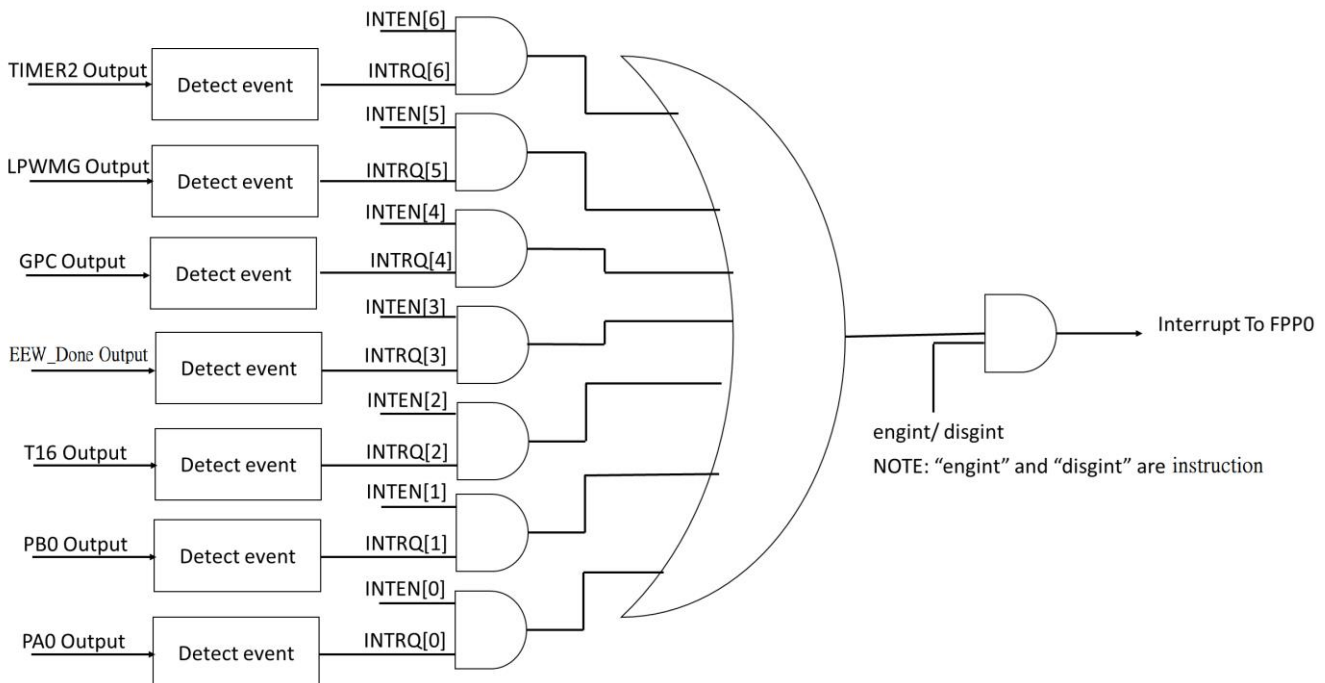 INTEN[6]
TIMER2 Output
Detect event
INTRQ[6]
INTEN[5]
LPWMG Output
Detect event
INTRQ[5]
INTEN[4]
GPC Output
Detect event
INTRQ[4]
INTEN[3]
EEW_Done Output
Detect event
INTRQ[3]
INTEN[2]
T16 Output
Detect event
INTRQ[2]
INTEN[1]
PB0 Output
Detect event
INTRQ[1]
INTEN[0]
PA0 Output
Detect event
INTRQ[0]
Interrupt To FPP0
engint/ disgint
NOTE: “engint” and “disgint” are instruction